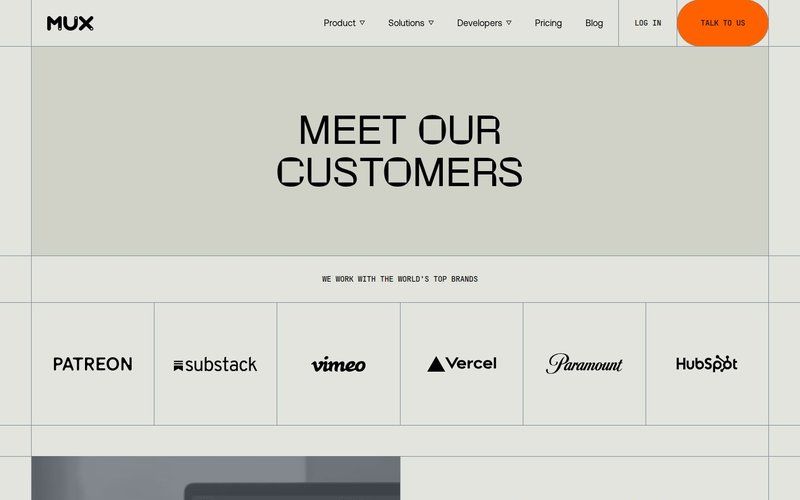 MUX
Product
Solutions
Developers
Pricing
Blog
LOG IN
TALK TO US
MEET OUR
CUSTOMERS
WE WORK WITH THE WORLD'S TOP BRANDS
PATREON
substack
vimeo
Vercel
Paramount
HubSpot